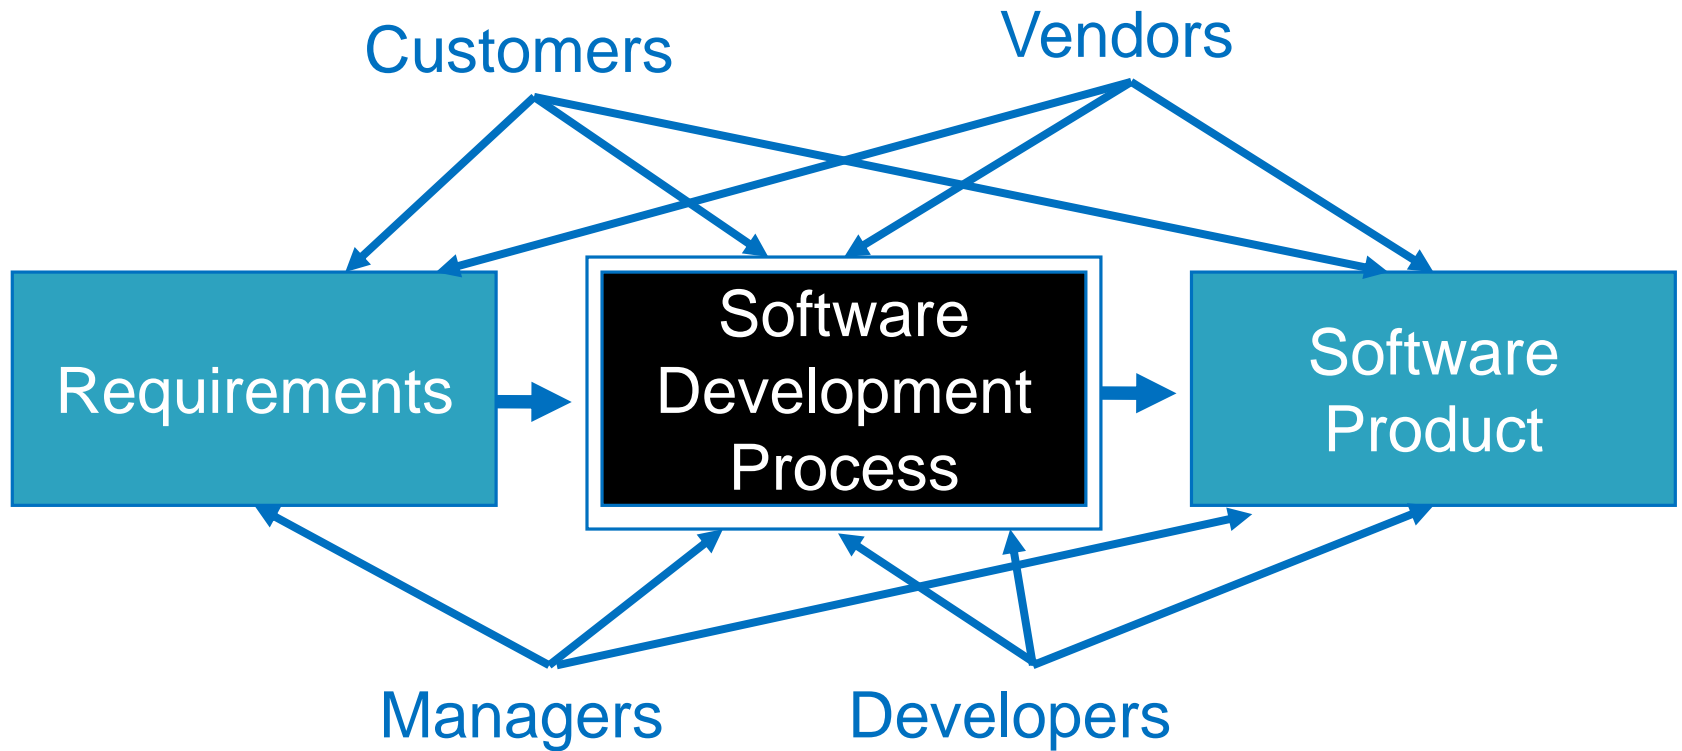 Customers
Vendors
Requirements
Software
Development
Process
Software
Product
Managers
Developers